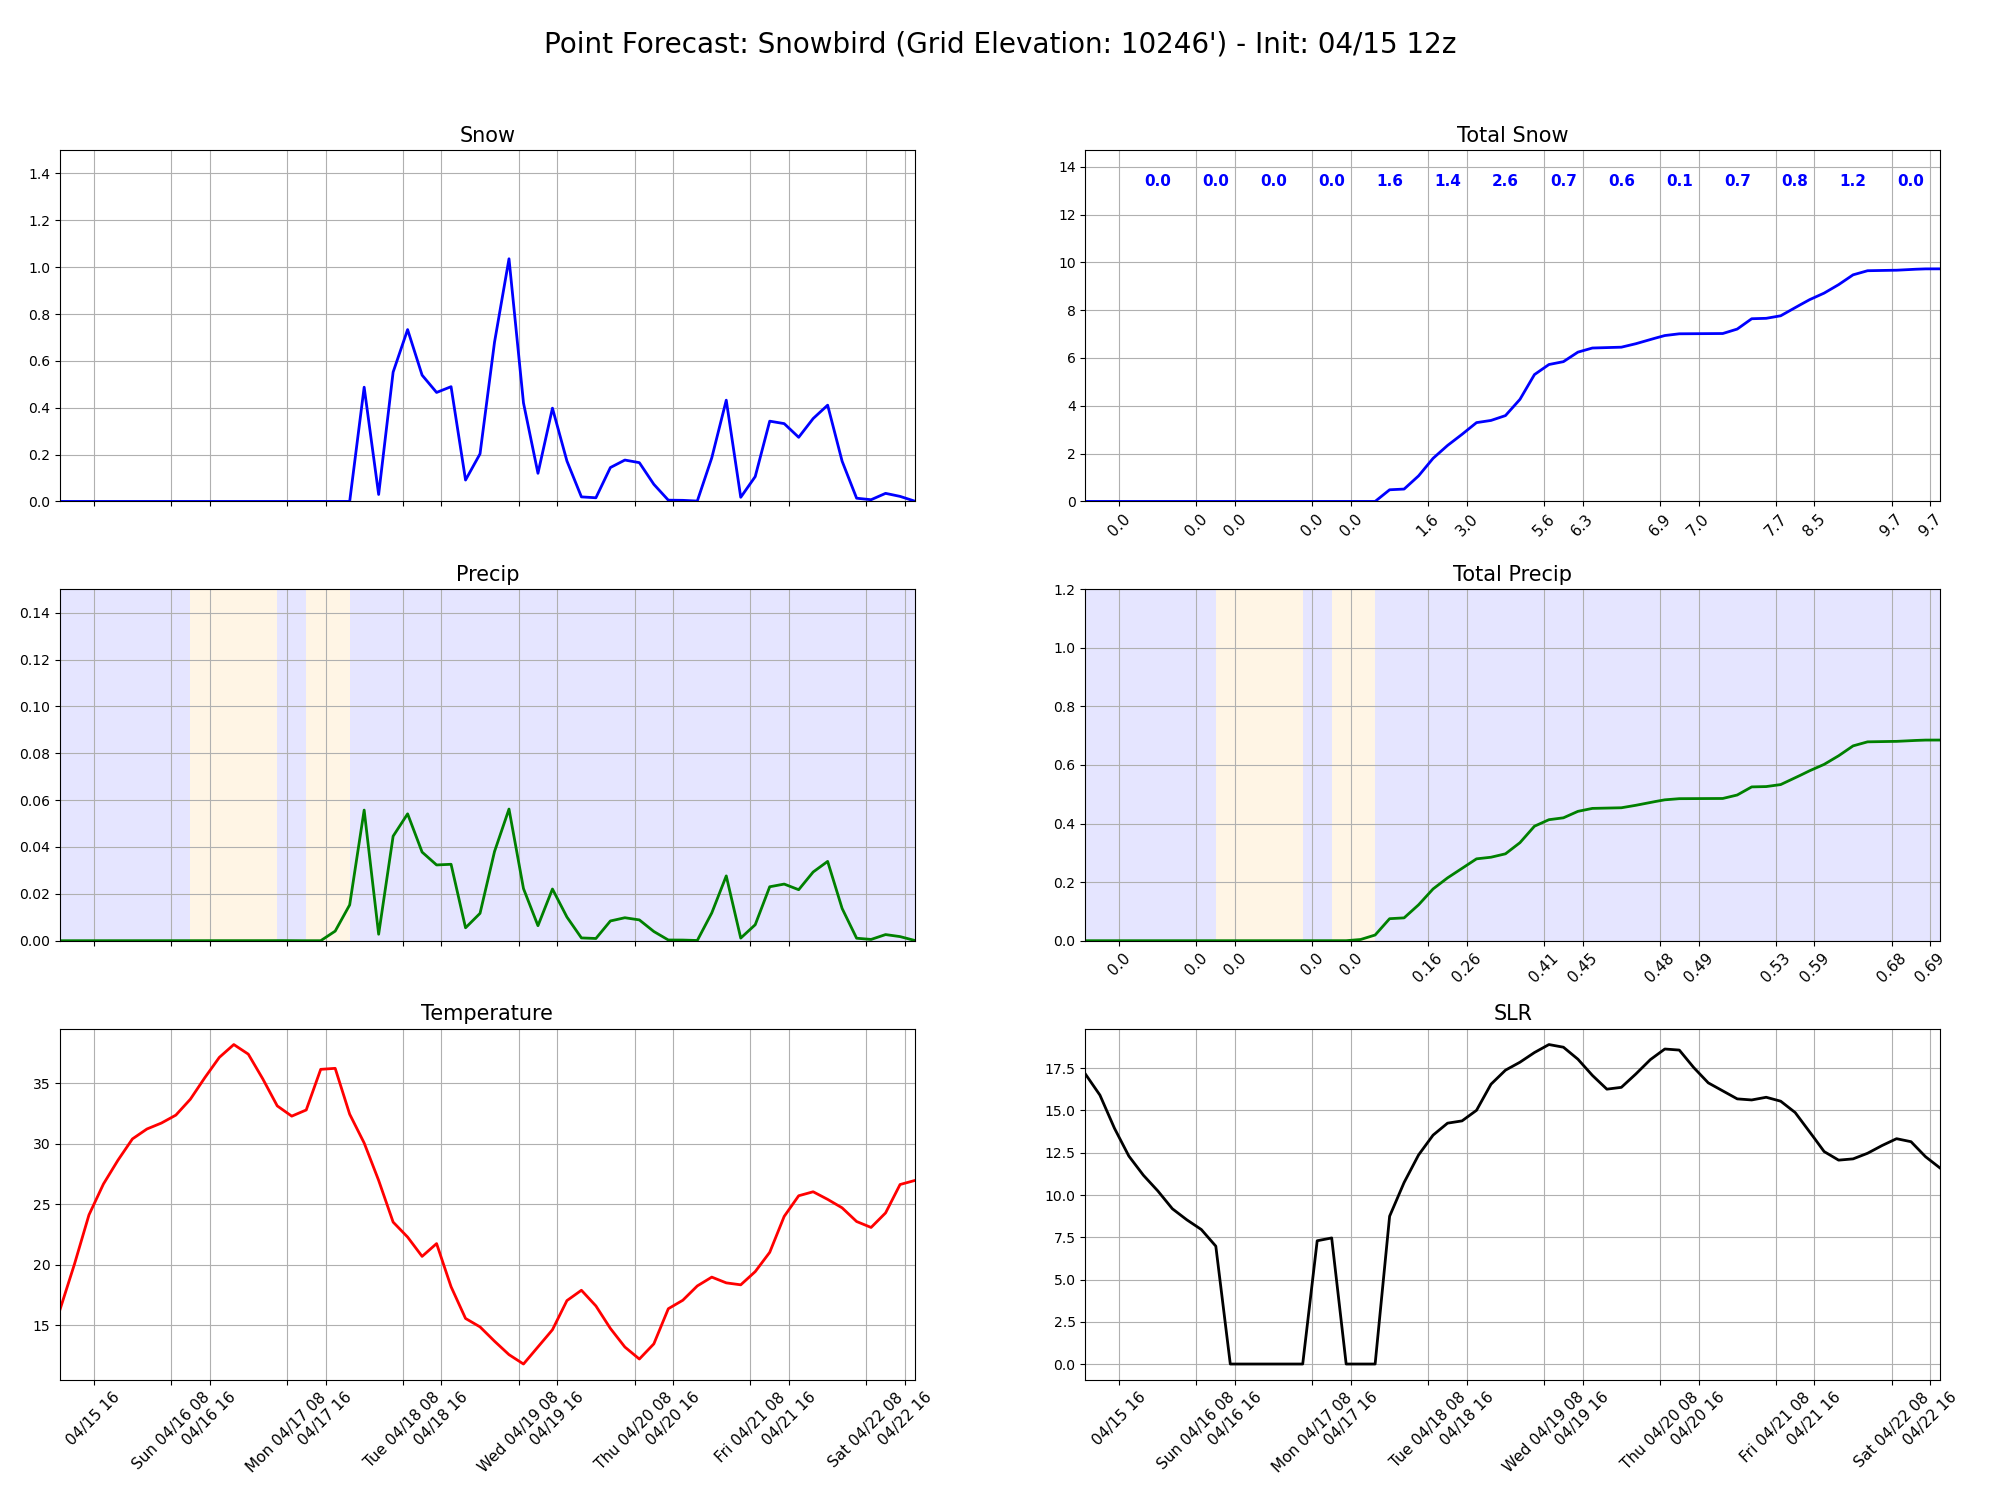 Point Forecast: Snowbird (Grid Elevation: 10246') - Init: 04/15 12z
Snow
1.4
1.2
1.0
0.8
0.6
0.4
0.2
0.0
Total Snow
14
12
10
8
6
4
2
0
0.0 0.0 0.0 0.0 1.6 1.4 2.6 0.7 0.6 0.1 0.7 0.8 1.2 0.0
0.0 0.0 0.0 0.0 0.0 1.6 3.0 5.6 6.3 6.9 7.0 7.7 8.5 9.7 9.7
Precip
0.14
0.12
0.10
0.08
0.06
0.04
0.02
0.00
Total Precip
1.2
1.0
0.8
0.6
0.4
0.2
0.0
0.0 0.0 0.0 0.0 0.0 0.16 0.26 0.41 0.45 0.48 0.49 0.53 0.59 0.68 0.69
Temperature
35
30
25
20
15
04/15 16
Sun 04/16 08
04/16 16
Mon 04/17 08
04/17 16
Tue 04/18 08
04/18 16
Wed 04/19 08
04/19 16
Thu 04/20 08
04/20 16
Fri 04/21 08
04/21 16
Sat 04/22 08
04/22 16
SLR
17.5
15.0
12.5
10.0
7.5
5.0
2.5
0.0
04/15 16
Sun 04/16 08
04/16 16
Mon 04/17 08
04/17 16
Tue 04/18 08
04/18 16
Wed 04/19 08
04/19 16
Thu 04/20 08
04/20 16
Fri 04/21 08
04/21 16
Sat 04/22 08
04/22 16